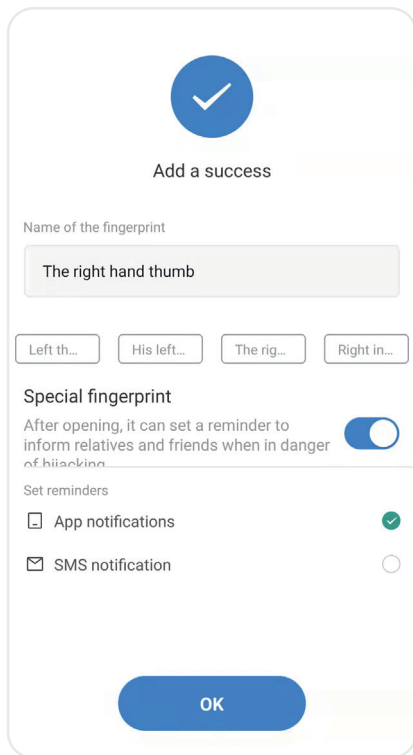 Add a success
Name of the fingerprint
The right hand thumb
Left th...
His left...
The rig...
Right in...
Special fingerprint
After opening, it can set a reminder to
inform relatives and friends when in danger
of hijacking
Set reminders
App notifications
SMS notification
OK